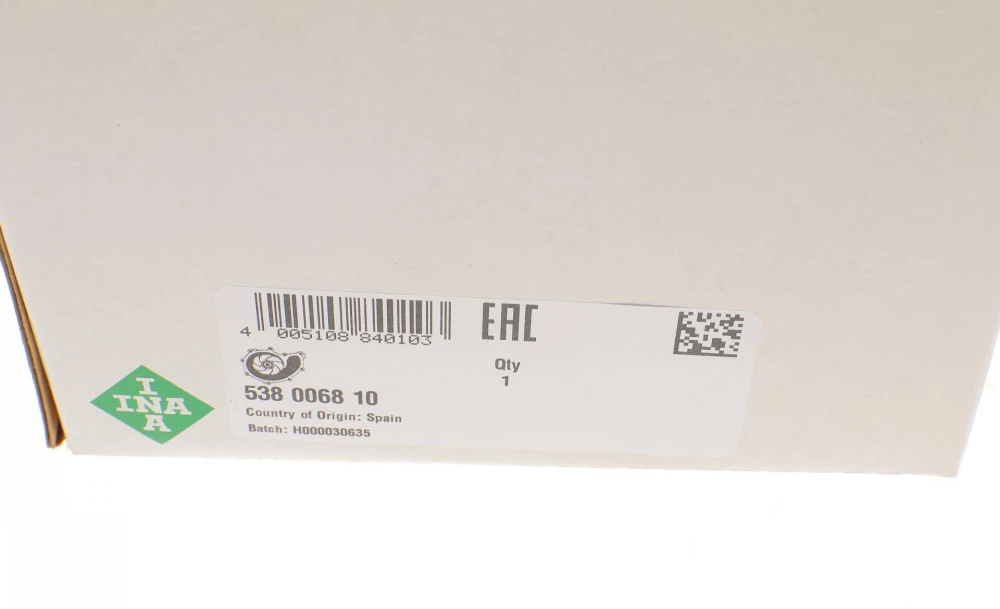 4 005108 840103
EAC
Qty
1
538 0068 10
Country of Origin: Spain
Batch: H000030635
I
INA
A